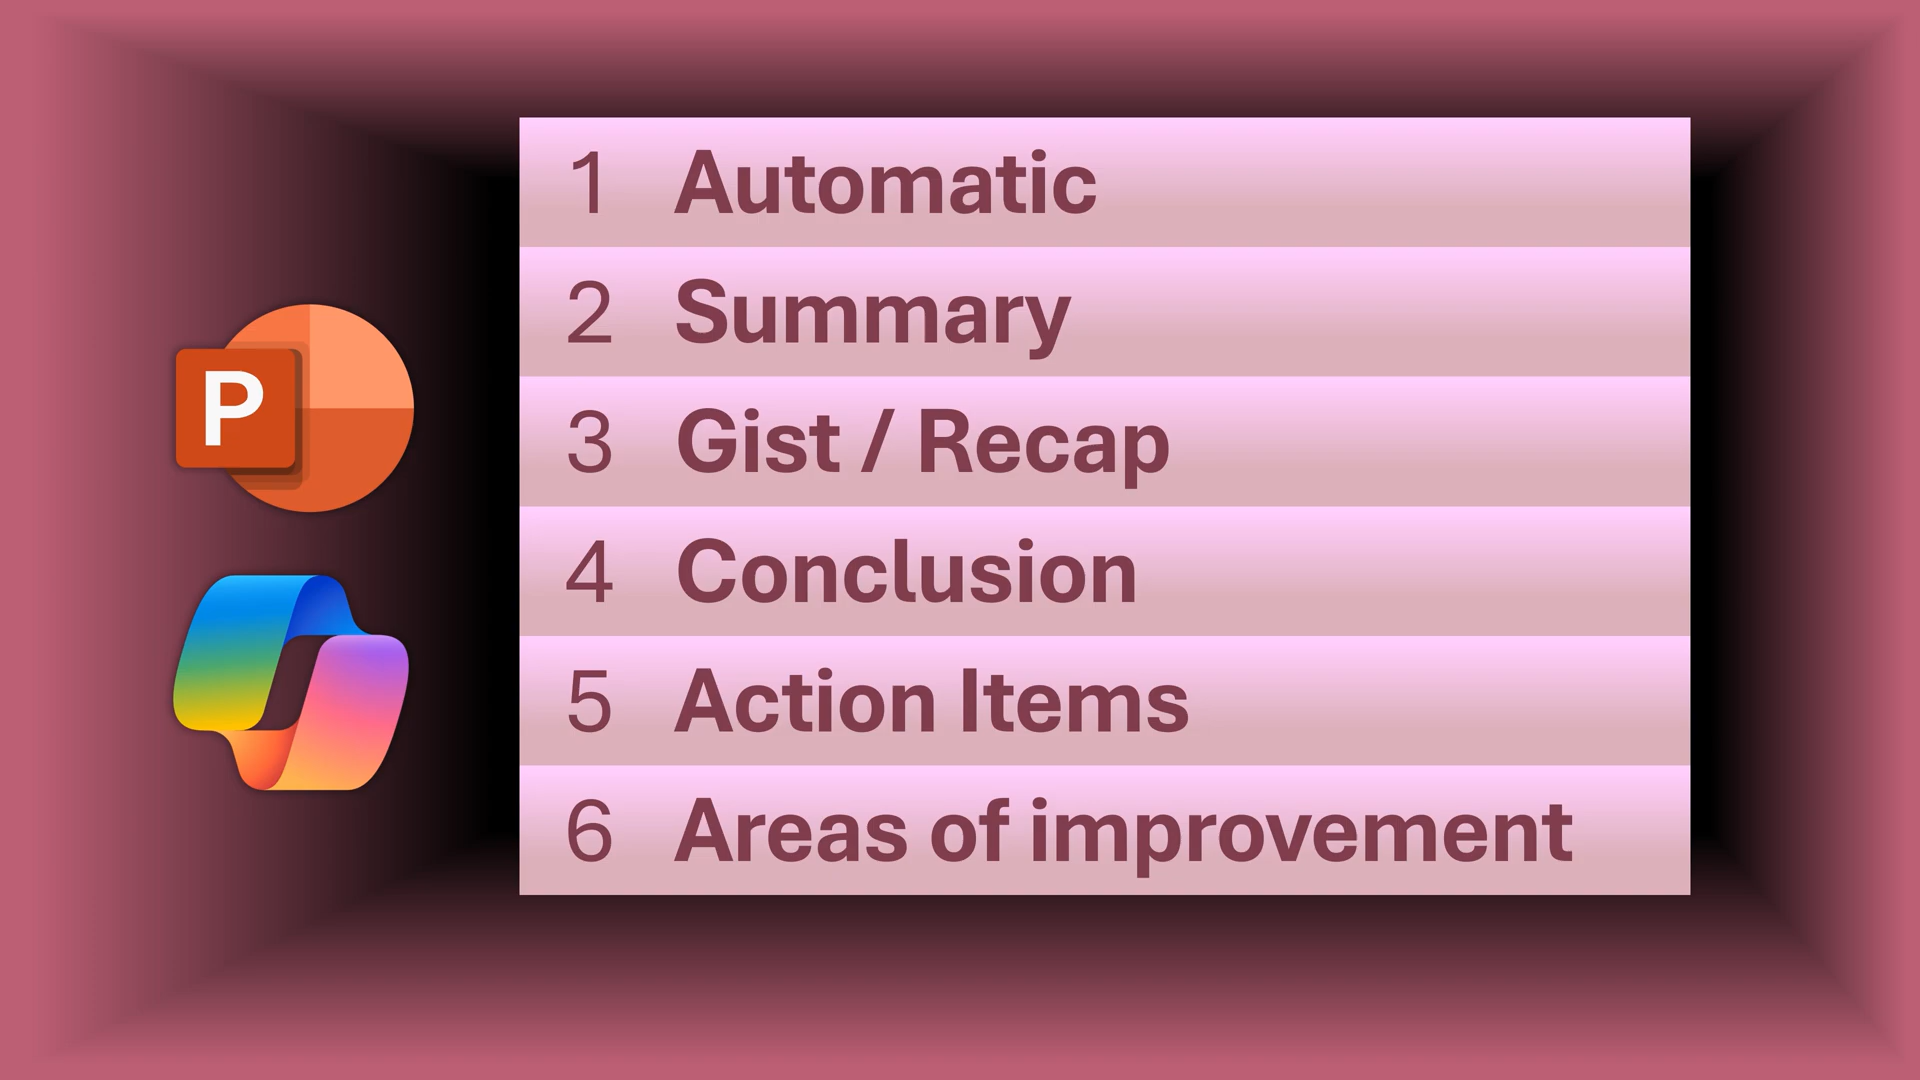 P
1 Automatic
2 Summary
3 Gist / Recap
4 Conclusion
5 Action Items
6 Areas of improvement